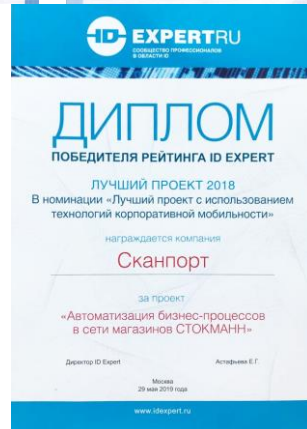 ID EXPERTRU
СООБЩЕСТВО ПРОФЕССИОНАЛОВ
В ОБЛАСТИ ID
ДИПЛОМ
ПОБЕДИТЕЛЯ РЕЙТИНГА ID EXPERT
ЛУЧШИЙ ПРОЕКТ 2018
В номинации «Лучший проект с использованием
технологий корпоративной мобильности»
награждается компания
Сканпорт
за проект
«Автоматизация бизнес-процессов
в сети магазинов СТОКМАНН»
Директор ID Expert Астафьева Е.Г.
Москва
29 мая 2019 года
www.idexpert.ru